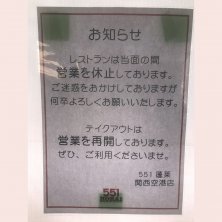 お知らせ
レストランは当面の間
営業を休止しております。
ご迷惑をおかけしておりますが
何卒よろしくお願いいたします。
テイクアウトは
営業を再開しております。
ぜひ、ご利用くださいませ。
551蓬莱
関西空港店
551
HORAI